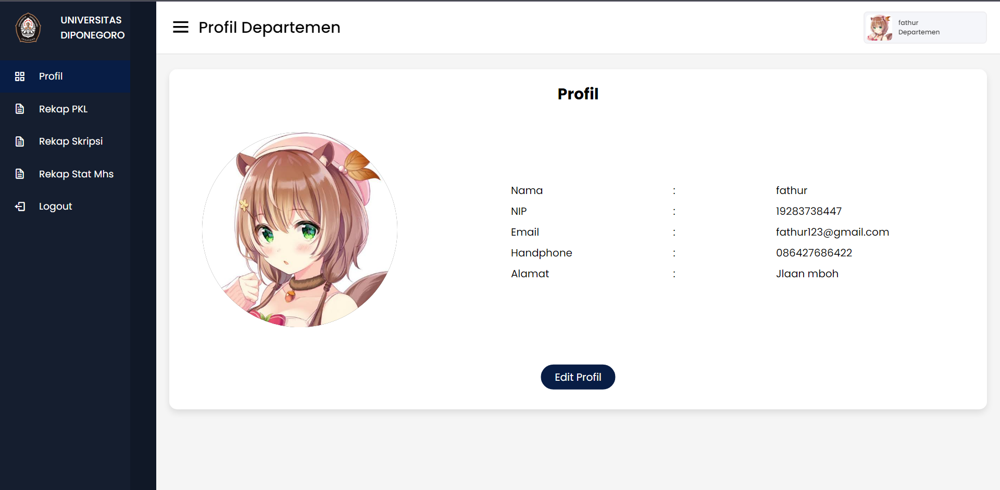 UNIVERSITAS
DIPONEGORO
Profil
Rekap PKL
Rekap Skripsi
Rekap Stat Mhs
Logout
Profil Departemen
fathur
Departemen
Profil
Nama : fathur
NIP : 19283738447
Email : fathur123@gmail.com
Handphone : 086427686422
Alamat : Jlaan mboh
Edit Profil